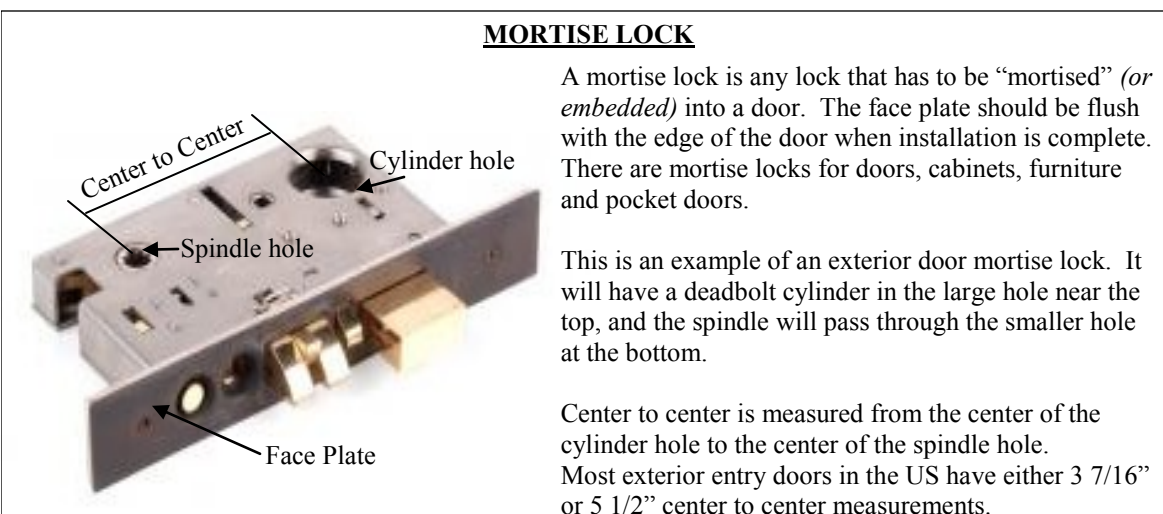 MORTISE LOCK
A mortise lock is any lock that has to be “mortised” (or
embedded) into a door. The face plate should be flush
with the edge of the door when installation is complete.
There are mortise locks for doors, cabinets, furniture
and pocket doors.
This is an example of an exterior door mortise lock. It
will have a deadbolt cylinder in the large hole near the
top, and the spindle will pass through the smaller hole
at the bottom.
Center to center is measured from the center of the
cylinder hole to the center of the spindle hole.
Most exterior entry doors in the US have either 3 7/16”
or 5 1/2” center to center measurements.
Center to Center
Cylinder hole
Spindle hole
Face Plate